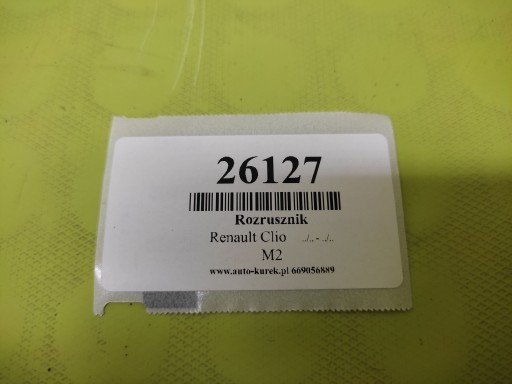 26127
Rozrusznik
Renault Clio ../.. - ../..
M2
www.auto-kurek.pl 669056889